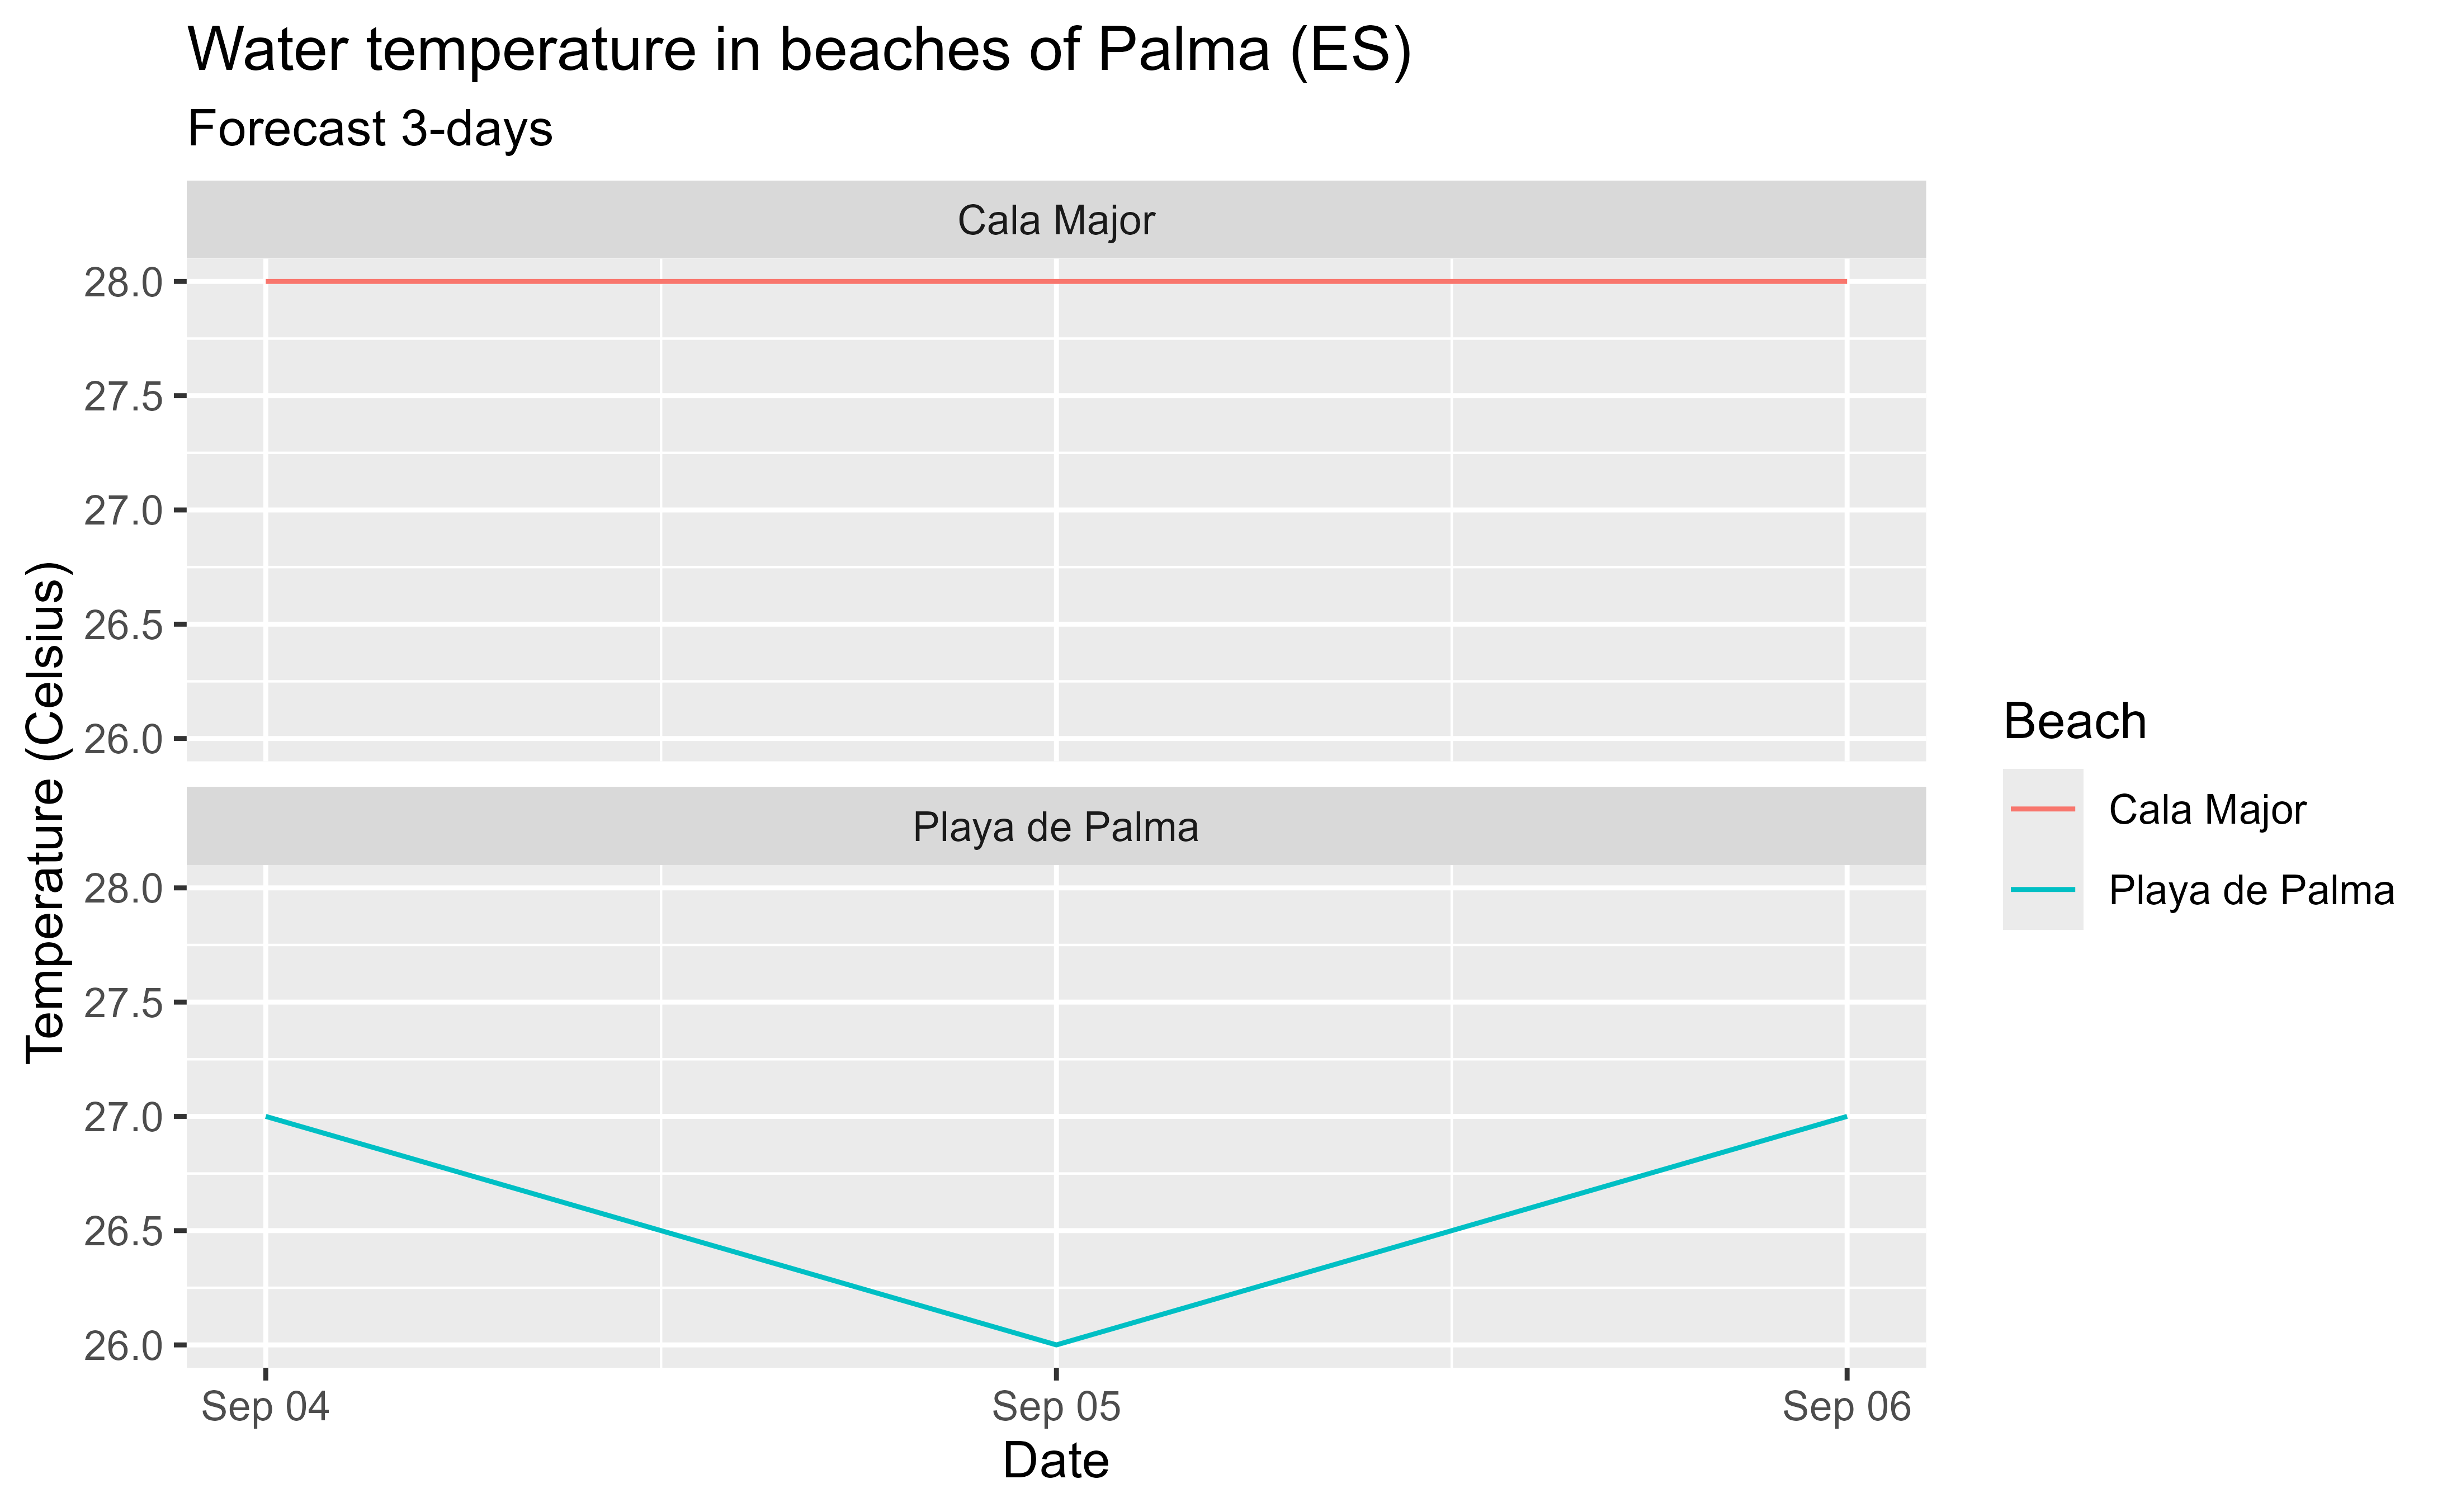 Water temperature in beaches of Palma (ES)
Forecast 3-days
Cala Major
28.0
27.5
27.0
26.5
26.0
Playa de Palma
28.0
27.5
27.0
26.5
26.0
Sep 04
Sep 05
Sep 06
Date
Temperature (Celsius)
Beach
Cala Major
Playa de Palma